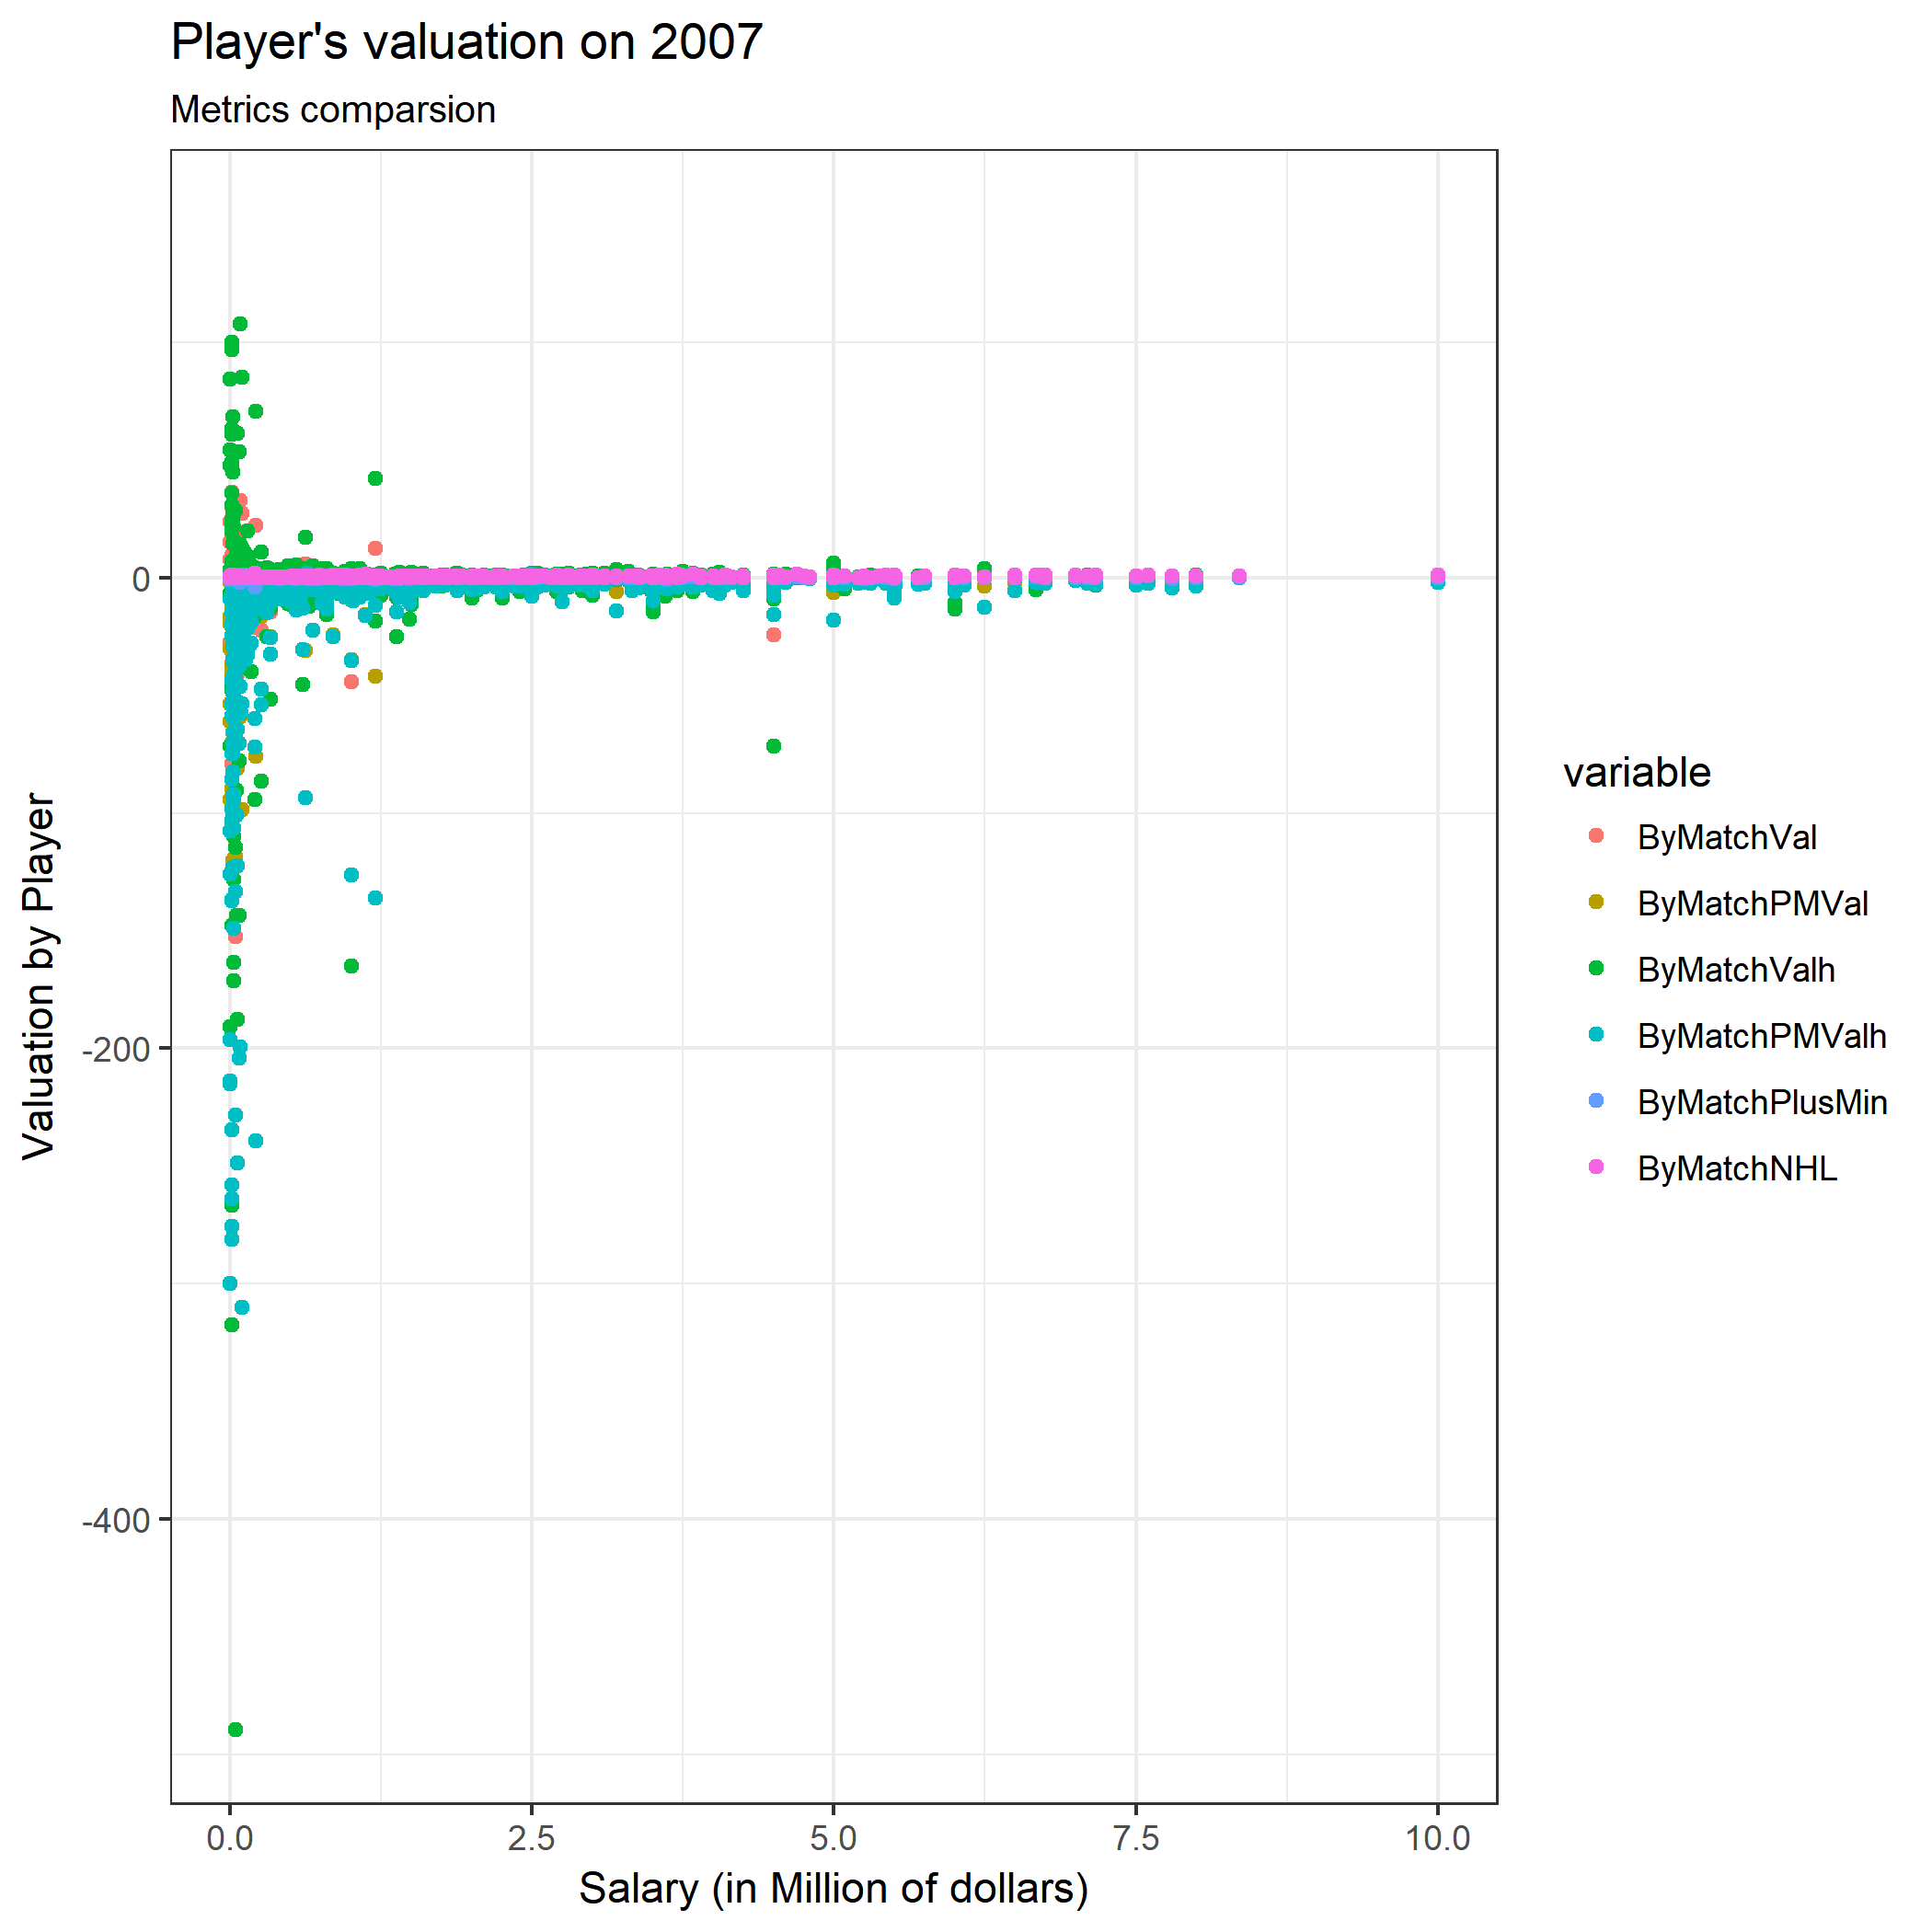 Player's valuation on 2007
Metrics comparsion
Valuation by Player
0
-200
-400
0.0
2.5
5.0
7.5
10.0
Salary (in Million of dollars)
variable
ByMatchVal
ByMatchPMVal
ByMatchValh
ByMatchPMValh
ByMatchPlusMin
ByMatchNHL